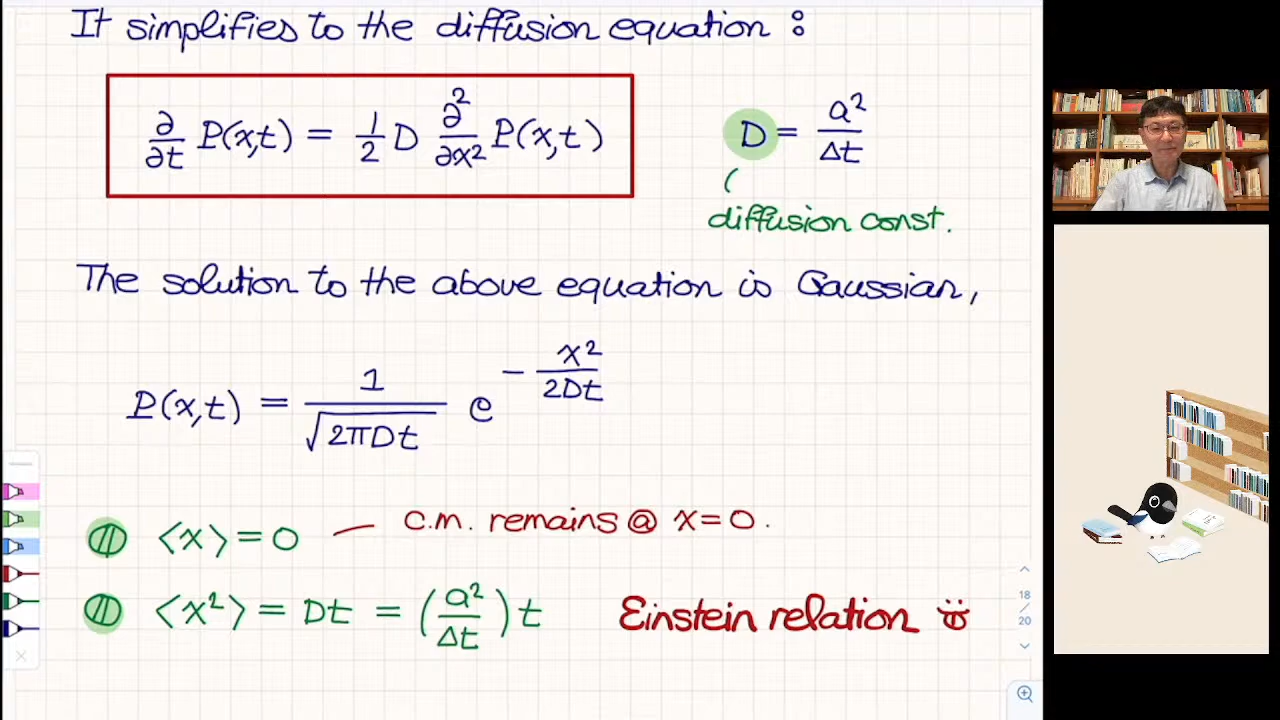 It simplifies to the diffusion equation :
∂/∂t P(x,t) = 1/2 D ∂²/∂x² P(x,t)
D = a²/Δt
diffusion const.
The solution to the above equation is Gaussian,
P(x,t) = 1/√(2πDt) e^(-x²/(2Dt))
⟨x⟩ = 0 — c.m. remains @ x=0.
⟨x²⟩ = Dt = (a²/Δt) t Einstein relation
18
/
20